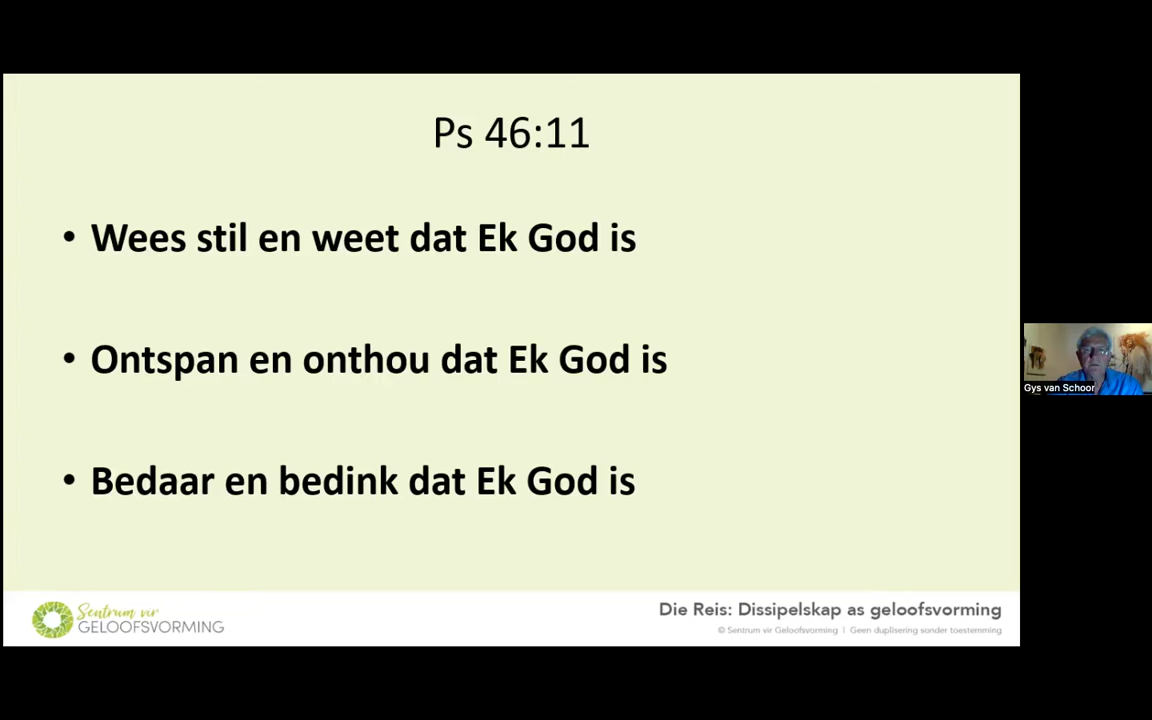 Ps 46:11
• Wees stil en weet dat Ek God is
• Ontspan en onthou dat Ek God is
• Bedaar en bedink dat Ek God is
Gys van Schoor
Sentrum vir
GELOOFSVORMING
Die Reis: Dissipelskap as geloofsvorming
© Sentrum vir Geloofsvorming | Geen duplisering sonder toestemming